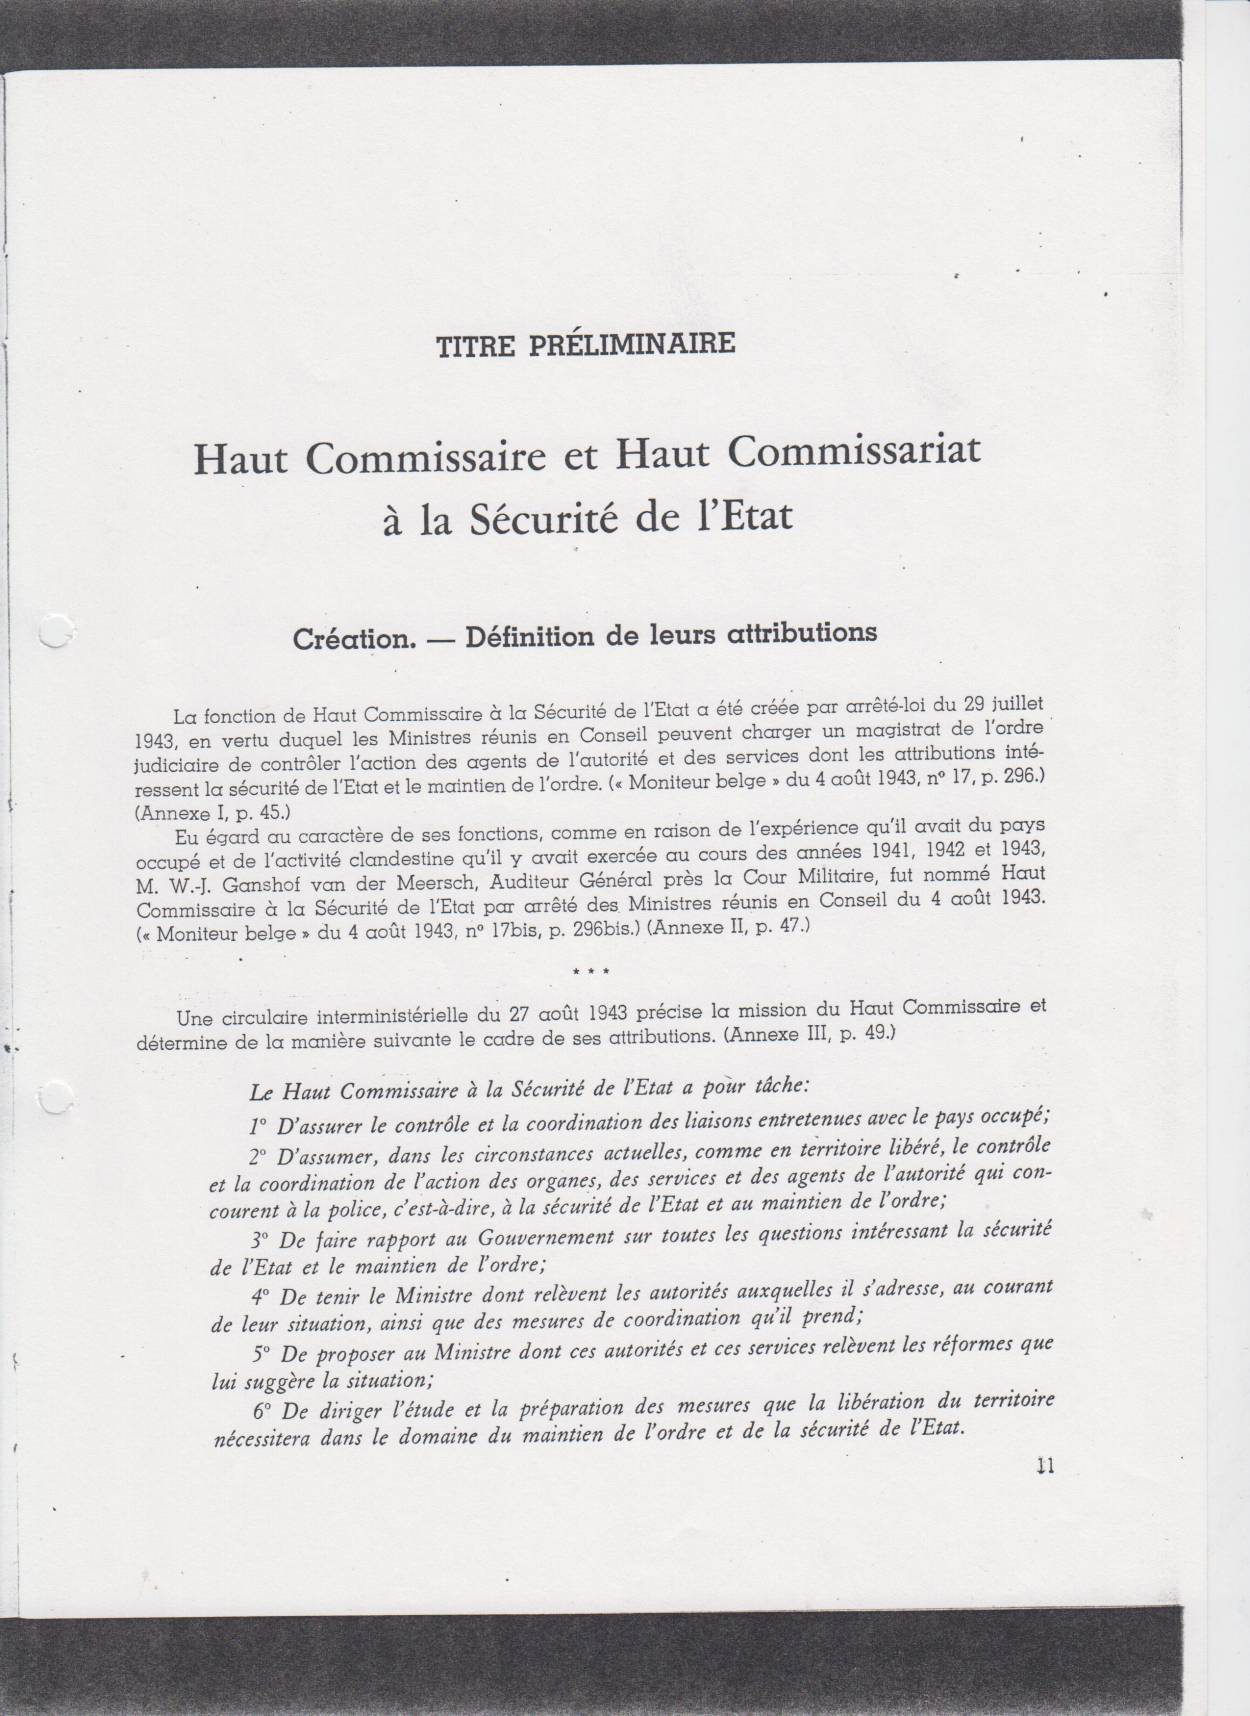 TITRE PRÉLIMINAIRE
Haut Commissaire et Haut Commissariat
à la Sécurité de l'Etat
Création. — Définition de leurs attributions
La fonction de Haut Commissaire à la Sécurité de l'Etat a été créée par arrêté-loi du 29 juillet
1943, en vertu duquel les Ministres réunis en Conseil peuvent charger un magistrat de l'ordre
judiciaire de contrôler l'action des agents de l'autorité et des services dont les attributions inté-
ressent la sécurité de l'Etat et le maintien de l'ordre. (« Moniteur belge » du 4 août 1943, n° 17, p. 296.)
(Annexe I, p. 45.)
Eu égard au caractère de ses fonctions, comme en raison de l'expérience qu'il avait du pays
occupé et de l'activité clandestine qu'il y avait exercée au cours des années 1941, 1942 et 1943,
M. W.-J. Ganshof van der Meersch, Auditeur Général près la Cour Militaire, fut nommé Haut
Commissaire à la Sécurité de l'Etat par arrêté des Ministres réunis en Conseil du 4 août 1943.
(« Moniteur belge » du 4 août 1943, n° 17bis, p. 296bis.) (Annexe II, p. 47.)
* * *
Une circulaire interministérielle du 27 août 1943 précise la mission du Haut Commissaire et
détermine de la manière suivante le cadre de ses attributions. (Annexe III, p. 49.)
Le Haut Commissaire à la Sécurité de l'Etat a pour tâche:
1° D'assurer le contrôle et la coordination des liaisons entretenues avec le pays occupé;
2° D'assumer, dans les circonstances actuelles, comme en territoire libéré, le contrôle
et la coordination de l'action des organes, des services et des agents de l'autorité qui con-
courent à la police, c'est-à-dire, à la sécurité de l'Etat et au maintien de l'ordre;
3° De faire rapport au Gouvernement sur toutes les questions intéressant la sécurité
de l'Etat et le maintien de l'ordre;
4° De tenir le Ministre dont relèvent les autorités auxquelles il s'adresse, au courant
de leur situation, ainsi que des mesures de coordination qu'il prend;
5° De proposer au Ministre dont ces autorités et ces services relèvent les réformes que
lui suggère la situation;
6° De diriger l'étude et la préparation des mesures que la libération du territoire
nécessitera dans le domaine du maintien de l'ordre et de la sécurité de l'Etat.
11